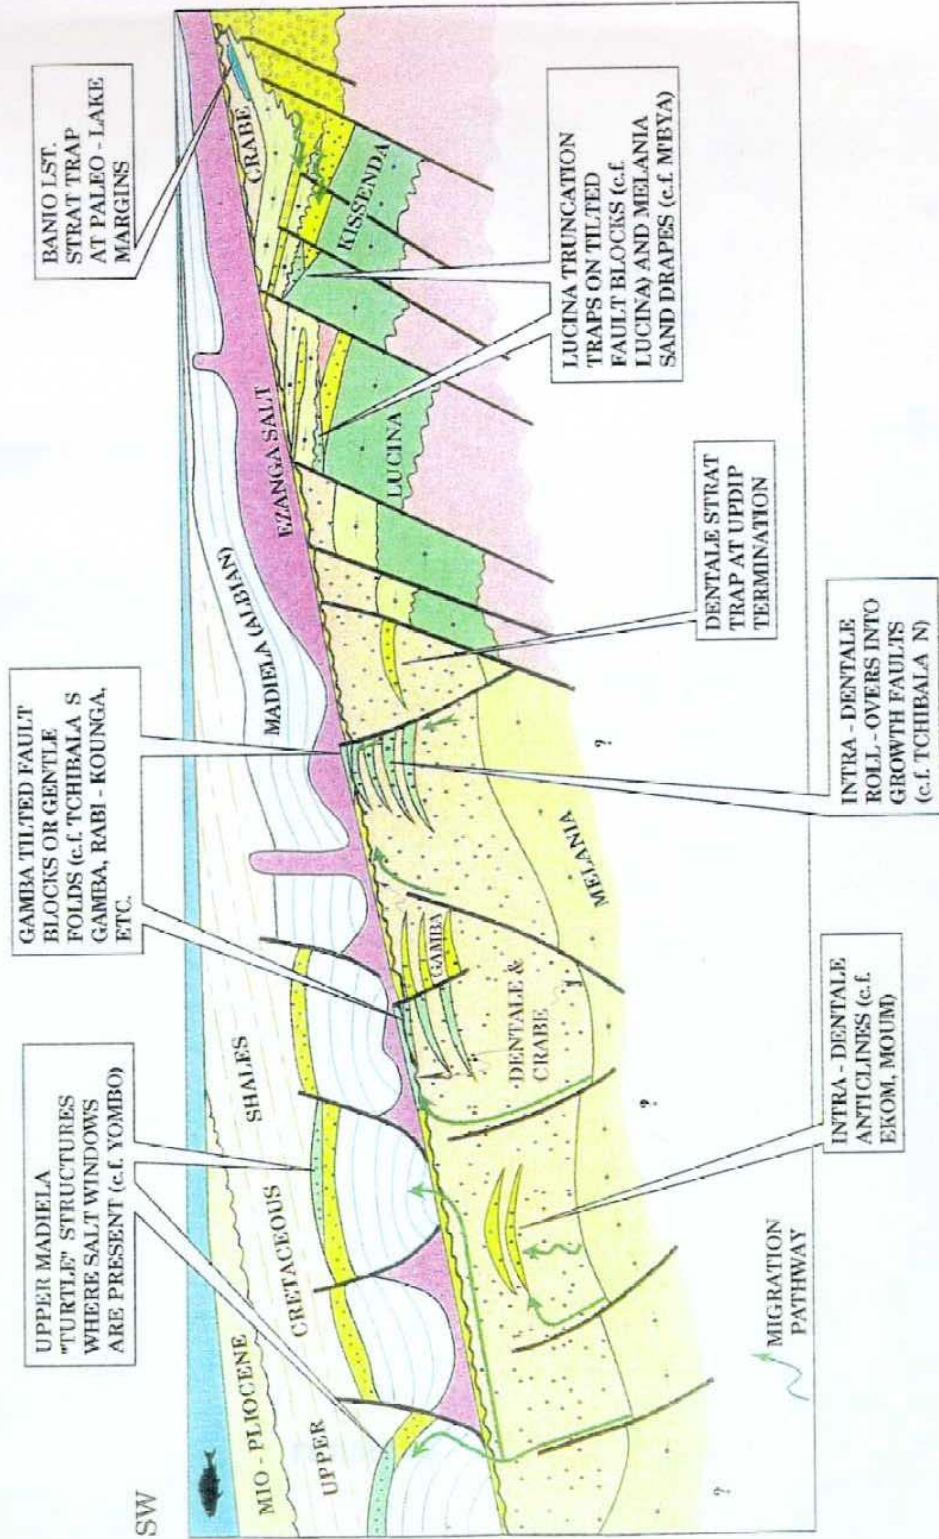 SW
UPPER MADIELA
"TURTLE" STRUCTURES
WHERE SALT WINDOWS
ARE PRESENT (c.f. YOMBO)
GAMBA TILTED FAULT
BLOCKS OR GENTLE
FOLDS (c.f. TCHIBALA S
GAMBA, RABI - KOUNGA,
ETC.
BANIO LST.
STRAT TRAP
AT PALEO - LAKE
MARGINS
MIO - PLIOCENE
UPPER
CRETACEOUS
SHALES
MADIELA (ALBIAN)
EZANGA SALT
CRABE
KISSENDA
LUCINA
GAMBA
DENTALE &
CRABE
MELANIA
?
?
?
LUCINA TRUNCATION
TRAPS ON TILTED
FAULT BLOCKS (c.f.
LUCINA) AND MELANIA
SAND DRAPES (c.f. M'BYA)
DENTALE STRAT
TRAP AT UPDIP
TERMINATION
INTRA - DENTALE
ROLL - OVERS INTO
GROWTH FAULTS
(c.f. TCHIBALA N)
INTRA - DENTALE
ANTICLINES (c.f.
EKOM, MOUM)
MIGRATION
PATHWAY